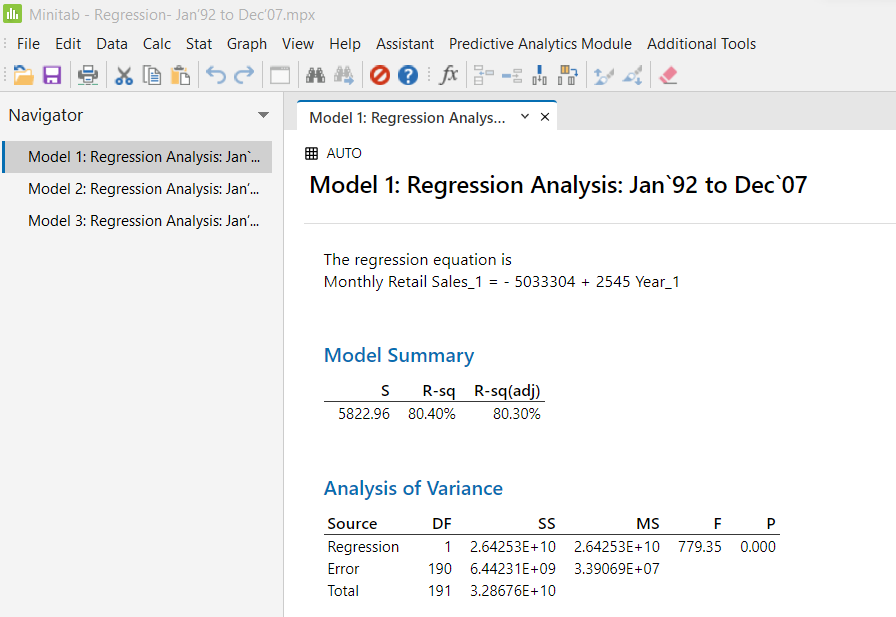 Minitab - Regression- Jan'92 to Dec'07.mpx
File Edit Data Calc Stat Graph View Help Assistant Predictive Analytics Module Additional Tools
fx
Navigator
Model 1: Regression Analysis: Jan`...
Model 2: Regression Analysis: Jan'...
Model 3: Regression Analysis: Jan'...
Model 1: Regression Analys...
AUTO
Model 1: Regression Analysis: Jan`92 to Dec`07
The regression equation is
Monthly Retail Sales_1 = - 5033304 + 2545 Year_1
Model Summary
S R-sq R-sq(adj)
5822.96 80.40% 80.30%
Analysis of Variance
Source DF SS MS F P
Regression 1 2.64253E+10 2.64253E+10 779.35 0.000
Error 190 6.44231E+09 3.39069E+07
Total 191 3.28676E+10